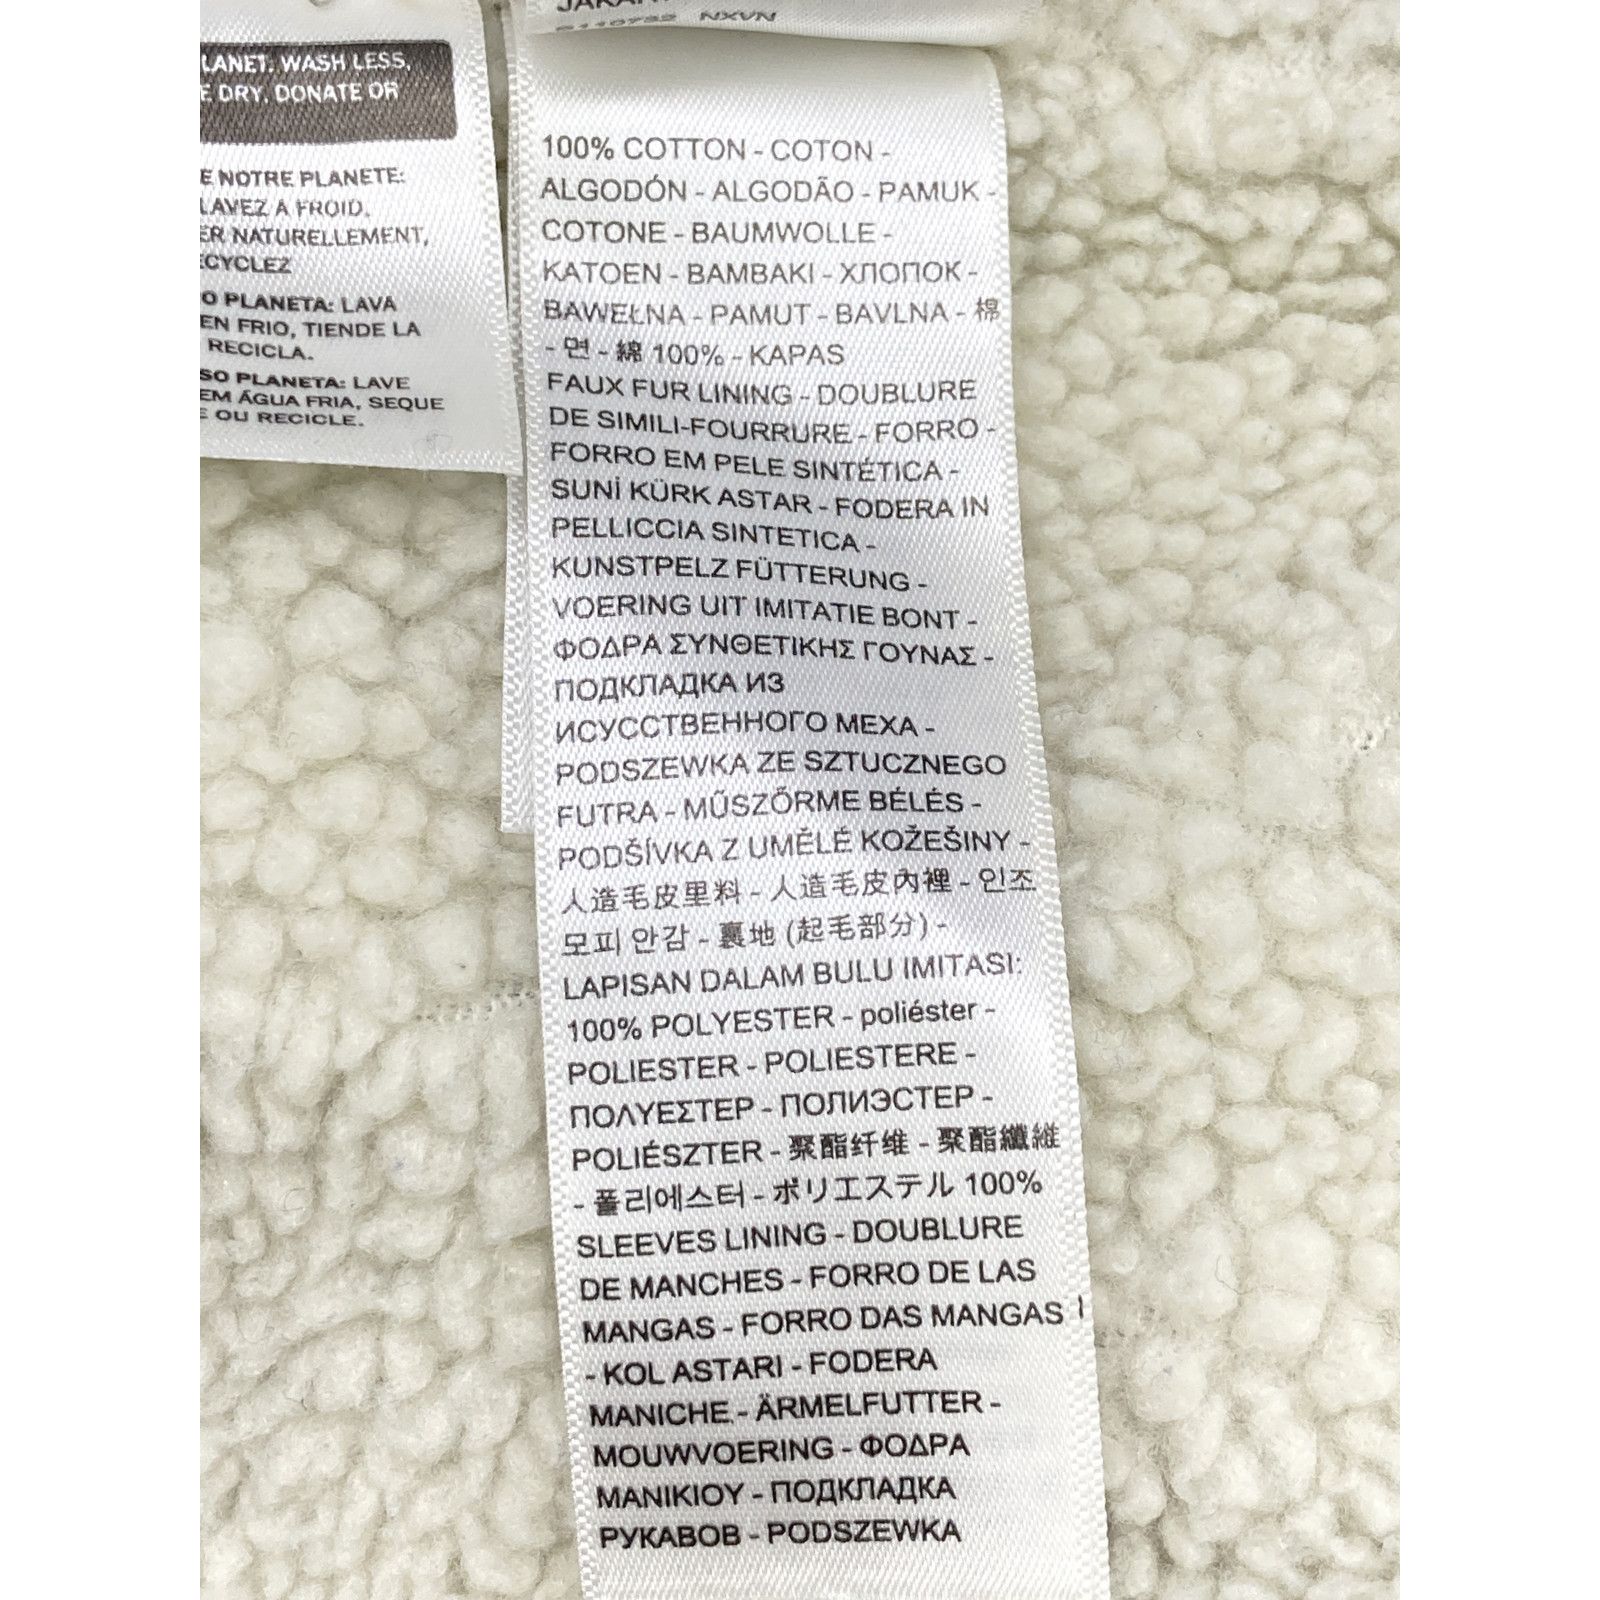 LANET. WASH LESS,
E DRY, DONATE OR
E NOTRE PLANETE:
LAVEZ A FROID,
ER NATURELLEMENT,
ECYCLEZ
O PLANETA: LAVA
EN FRIO, TIENDE LA
RECICLA.
SO PLANETA: LAVE
EM ÁGUA FRIA, SEQUE
E OU RECICLE.
NXVN
100% COTTON - COTON -
ALGODÓN - ALGODÃO - PAMUK -
COTONE - BAUMWOLLE -
KATOEN - BAMBAKI - ХЛОПОК -
BAWEŁNA - PAMUT - BAVLNA - 棉
- 면 - 綿 100% - KAPAS
FAUX FUR LINING - DOUBLURE
DE SIMILI-FOURRURE - FORRO -
FORRO EM PELE SINTÉTICA -
SUNİ KÜRK ASTAR - FODERA IN
PELLICCIA SINTETICA -
KUNSTPELZ FÜTTERUNG -
VOERING UIT IMITATIE BONT -
ΦΟΔΡΑ ΣΥΝΘΕΤΙΚΗΣ ΓΟΥΝΑΣ -
ПОДКЛАДКА ИЗ
ИСУССТВЕННОГО МЕХА -
PODSZEWKA ZE SZTUCZNEGO
FUTRA - MŰSZŐRME BÉLÉS -
PODŠÍVKA Z UMĚLÉ KOŽEŠINY -
人造毛皮里料 - 人造毛皮內裡 - 인조
모피 안감 - 裏地 (起毛部分) -
LAPISAN DALAM BULU IMITASI:
100% POLYESTER - poliéster -
POLIESTER - POLIESTERE -
ΠΟΛΥΕΣΤΕΡ - ПОЛИЭСТЕР -
POLIÉSZTER - 聚酯纤维 - 聚酯纖維
- 폴리에스터 - ポリエステル 100%
SLEEVES LINING - DOUBLURE
DE MANCHES - FORRO DE LAS
MANGAS - FORRO DAS MANGAS
- KOL ASTARI - FODERA
MANICHE - ÄRMELFUTTER -
MOUWVOERING - ΦΟΔΡΑ
ΜΑΝΙΚΙΟΥ - ПОДКЛАДКА
РУКАВОВ - PODSZEWKA